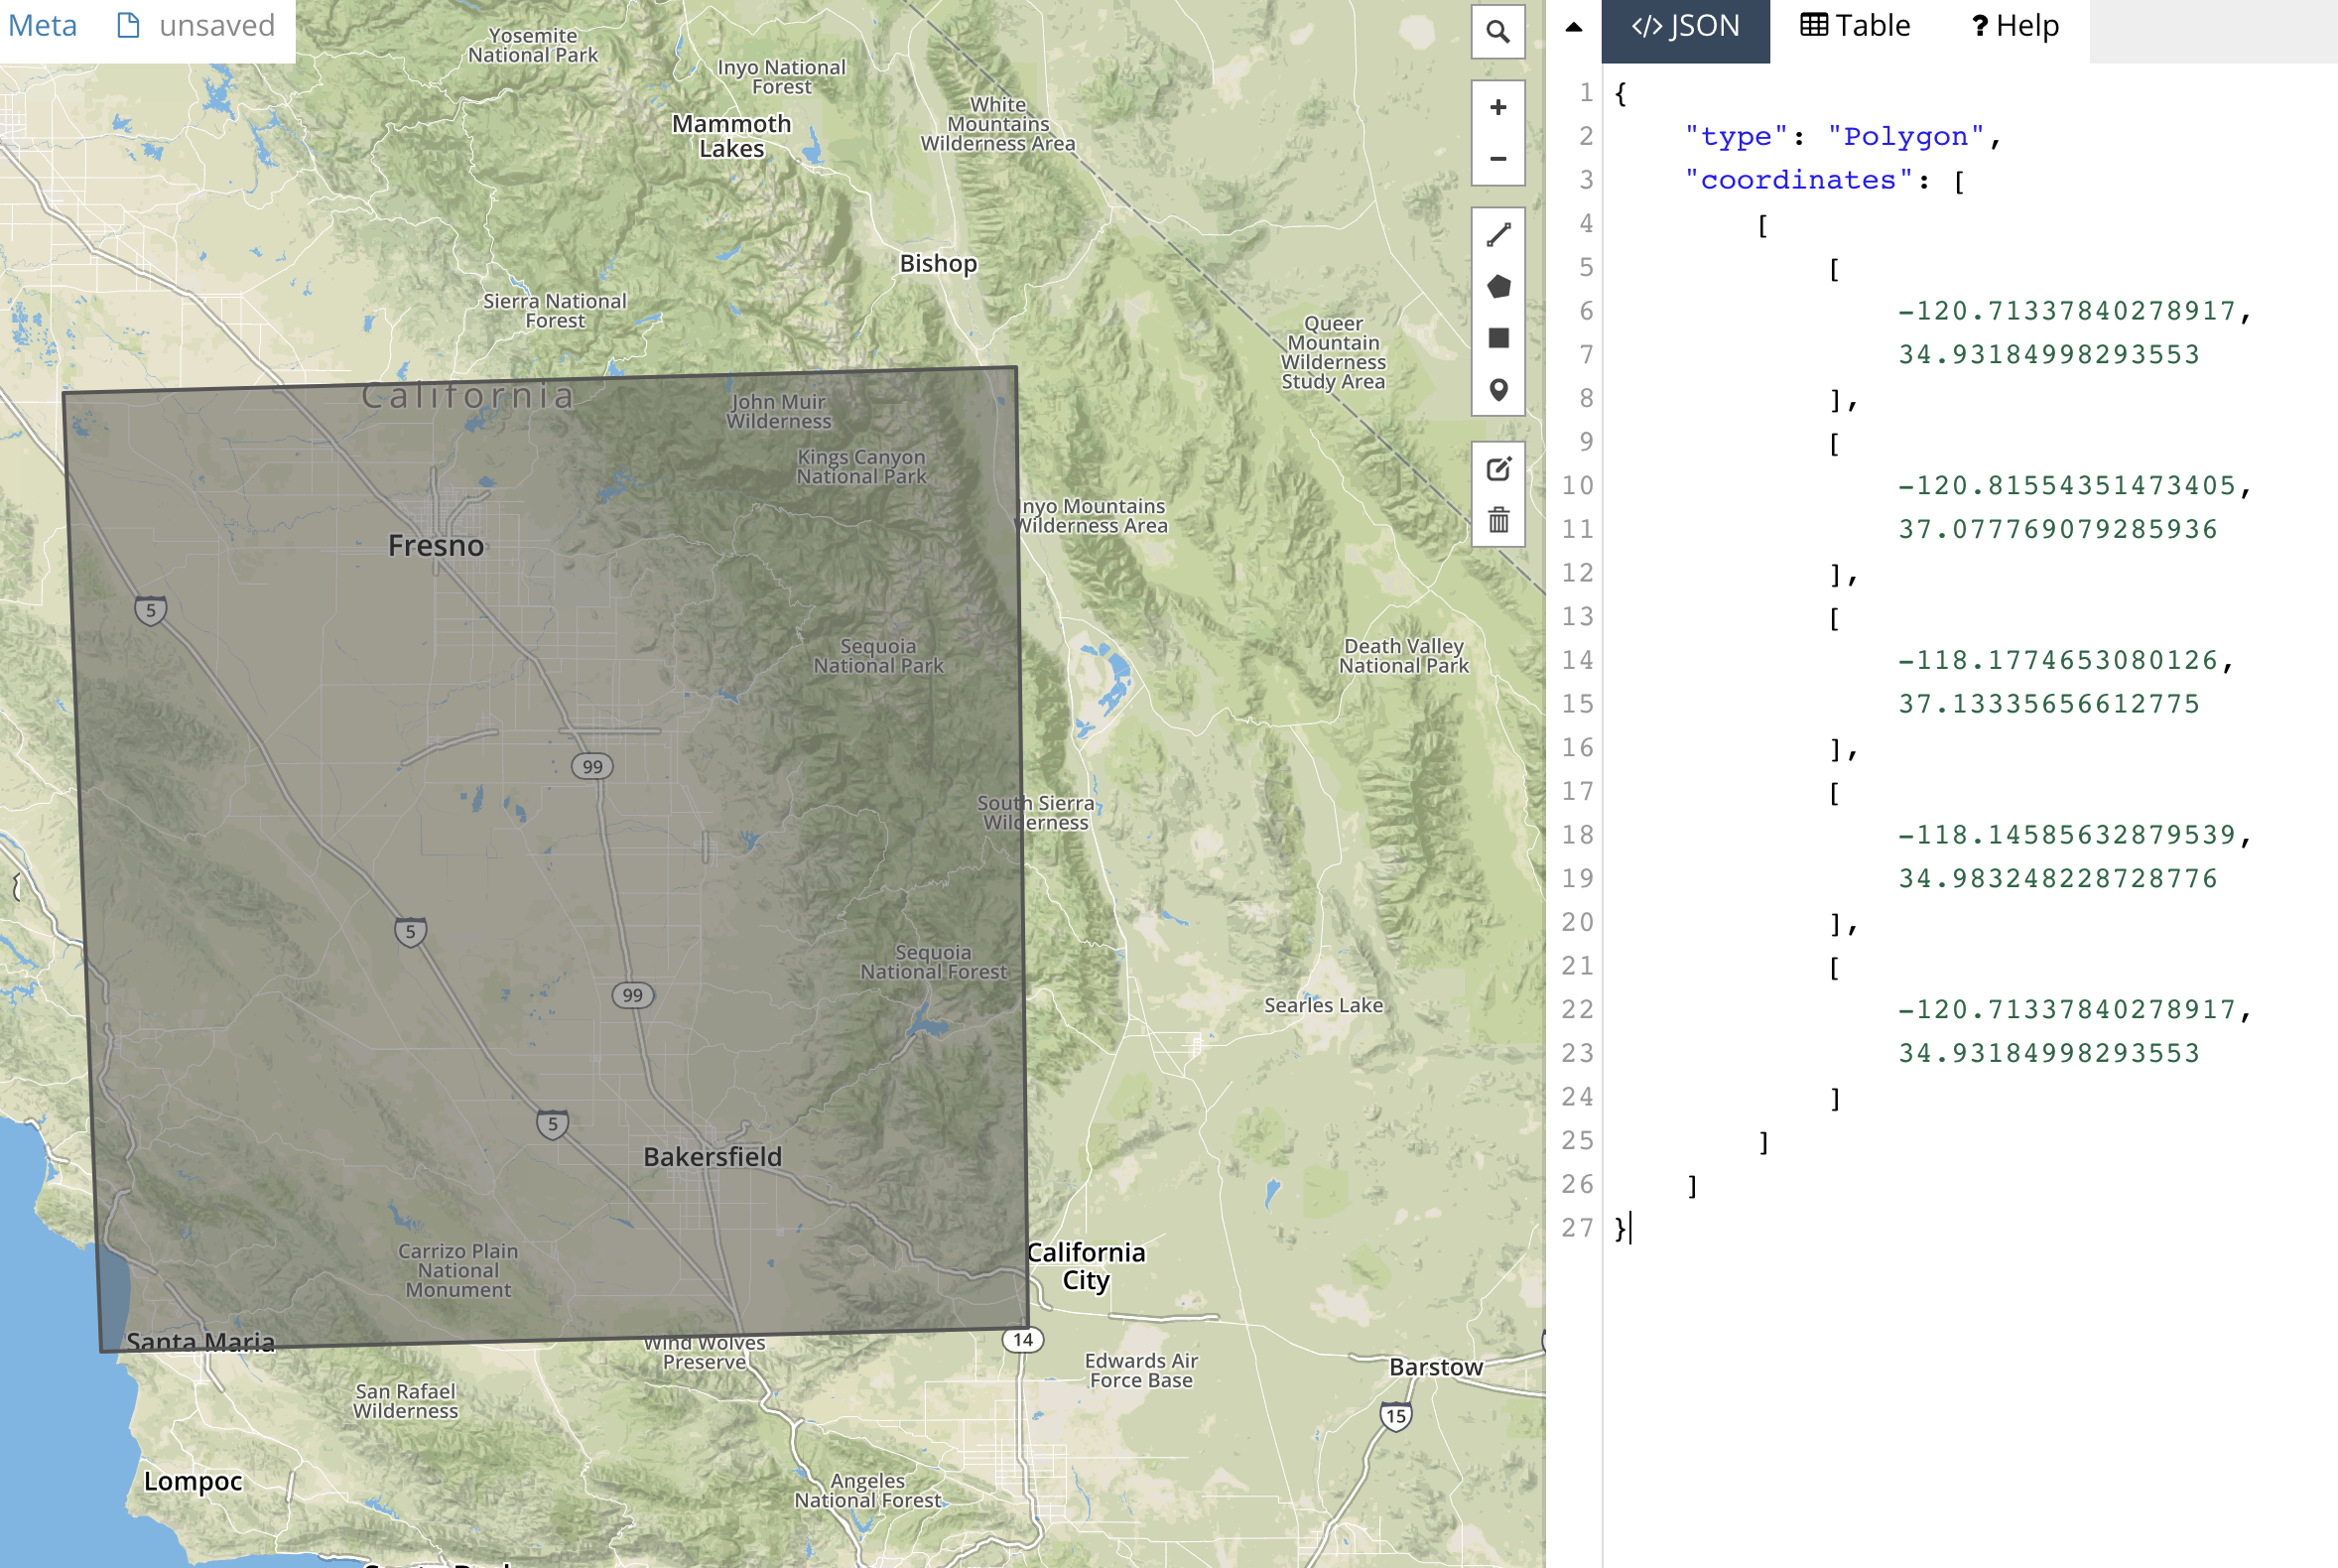 Meta
unsaved
Yosemite
National Park
Inyo National
Forest
White
Mountains
Wilderness Area
Mammoth
Lakes
Bishop
Sierra National
Forest
Queer
Mountain
Wilderness
Study Area
California
John Muir
Wilderness
Kings Canyon
National Park
Inyo Mountains
Wilderness Area
Fresno
5
Sequoia
National Park
Death Valley
National Park
99
South Sierra
Wilderness
5
Sequoia
National Forest
99
Searles Lake
5
Bakersfield
Carrizo Plain
National
Monument
California
City
Santa Maria
Wind Wolves
Preserve
14
Edwards Air
Force Base
Barstow
San Rafael
Wilderness
15
Lompoc
Angeles
National Forest
</> JSON
Table
? Help
1 {
2 "type": "Polygon",
3 "coordinates": [
4 [
5 [
6 -120.71337840278917,
7 34.93184998293553
8 ],
9 [
10 -120.81554351473405,
11 37.077769079285936
12 ],
13 [
14 -118.1774653080126,
15 37.13335656612775
16 ],
17 [
18 -118.14585632879539,
19 34.983248228728776
20 ],
21 [
22 -120.71337840278917,
23 34.93184998293553
24 ]
25 ]
26 ]
27 }